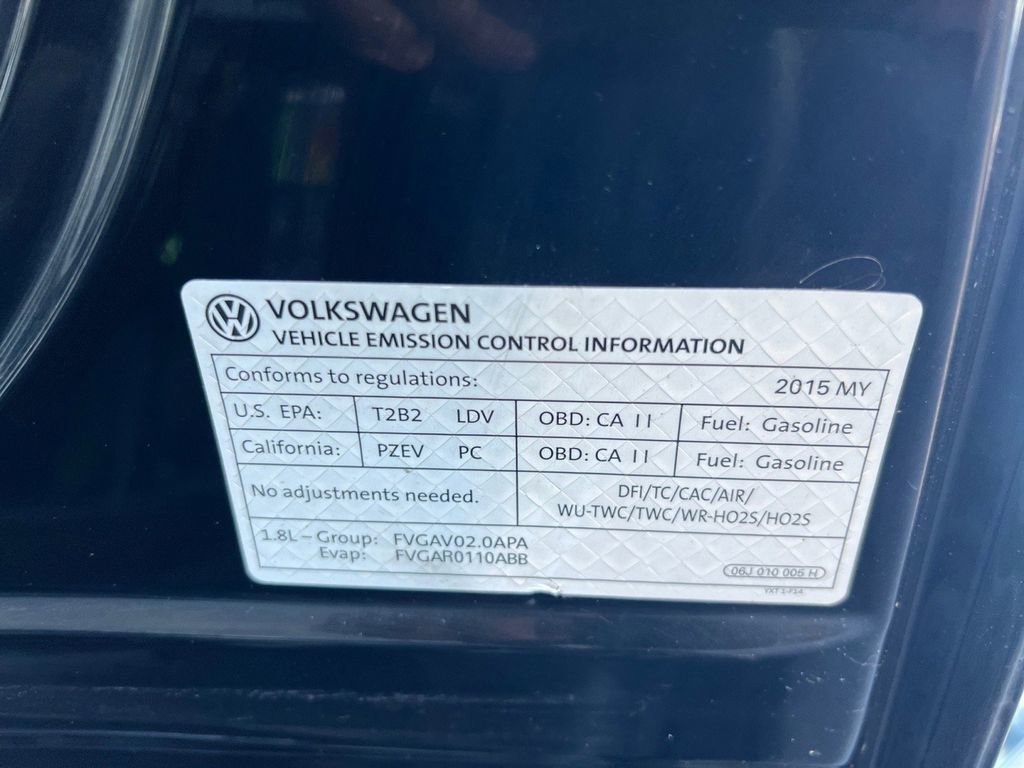 VOLKSWAGEN
VEHICLE EMISSION CONTROL INFORMATION
Conforms to regulations: 2015 MY
U.S. EPA: T2B2 LDV OBD: CA II Fuel: Gasoline
California: PZEV PC OBD: CA II Fuel: Gasoline
No adjustments needed. DFI/TC/CAC/AIR/
WU-TWC/TWC/WR-HO2S/HO2S
1.8L – Group: FVGAV02.0APA
Evap: FVGAR0110ABB
06J 010 005 H